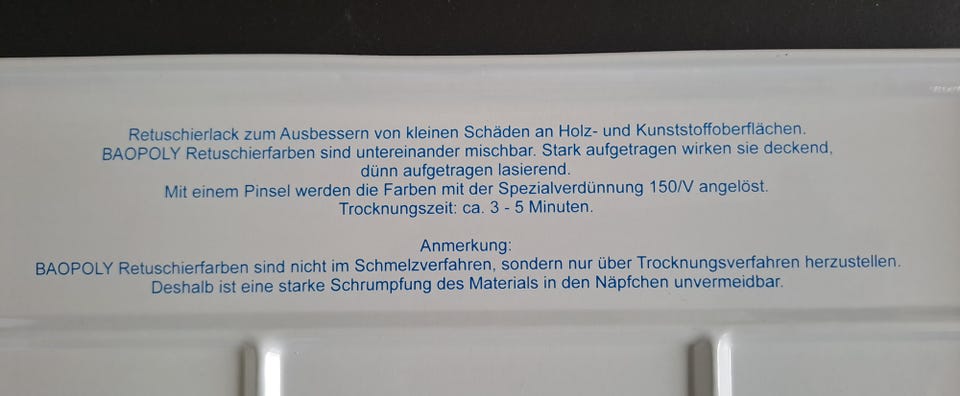 Retuschierlack zum Ausbessern von kleinen Schäden an Holz- und Kunststoffoberflächen.
BAOPOLY Retuschierfarben sind untereinander mischbar. Stark aufgetragen wirken sie deckend,
dünn aufgetragen lasierend.
Mit einem Pinsel werden die Farben mit der Spezialverdünnung 150/V angelöst.
Trocknungszeit: ca. 3 - 5 Minuten.
Anmerkung:
BAOPOLY Retuschierfarben sind nicht im Schmelzverfahren, sondern nur über Trocknungsverfahren herzustellen.
Deshalb ist eine starke Schrumpfung des Materials in den Näpfchen unvermeidbar.